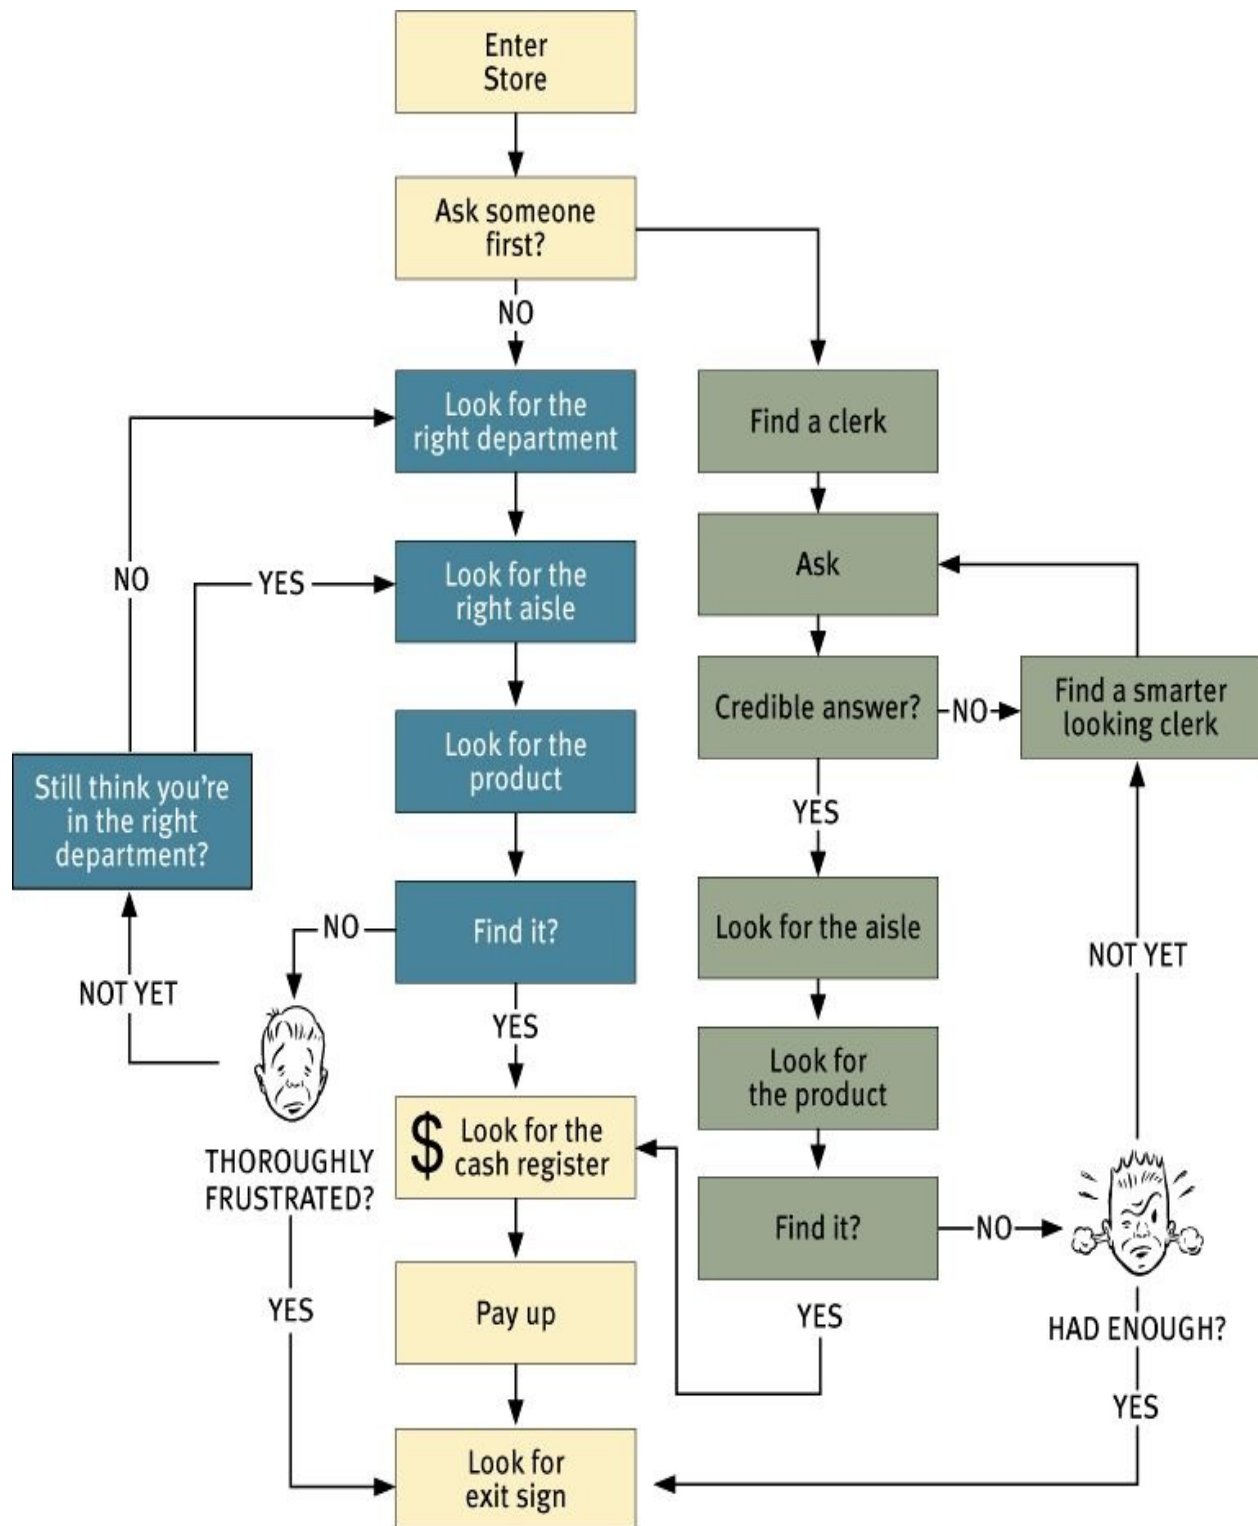 Enter
Store
Ask someone
first?
NO
Look for the
right department
Find a clerk
Look for the
right aisle
Ask
NO
YES
Look for the
product
Credible answer?
NO
Find a smarter
looking clerk
Still think you're
in the right
department?
YES
Find it?
NO
Look for the aisle
NOT YET
NOT YET
YES
Look for
the product
$ Look for the
cash register
THOROUGHLY
FRUSTRATED?
Find it?
NO
YES
Pay up
YES
HAD ENOUGH?
YES
Look for
exit sign